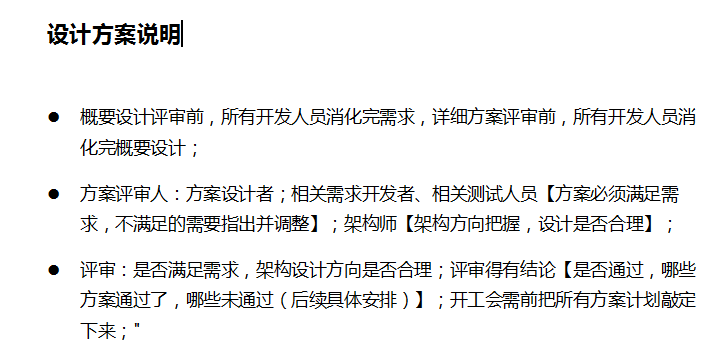 设计方案说明
● 概要设计评审前，所有开发人员消化完需求，详细方案评审前，所有开发人员消
化完概要设计；
● 方案评审人：方案设计者；相关需求开发者、相关测试人员【方案必须满足需
求，不满足的需要指出并调整】；架构师【架构方向把握，设计是否合理】；
● 评审：是否满足需求，架构设计方向是否合理；评审得有结论【是否通过，哪些
方案通过了，哪些未通过（后续具体安排）】；开工会需前把所有方案计划敲定
下来；"